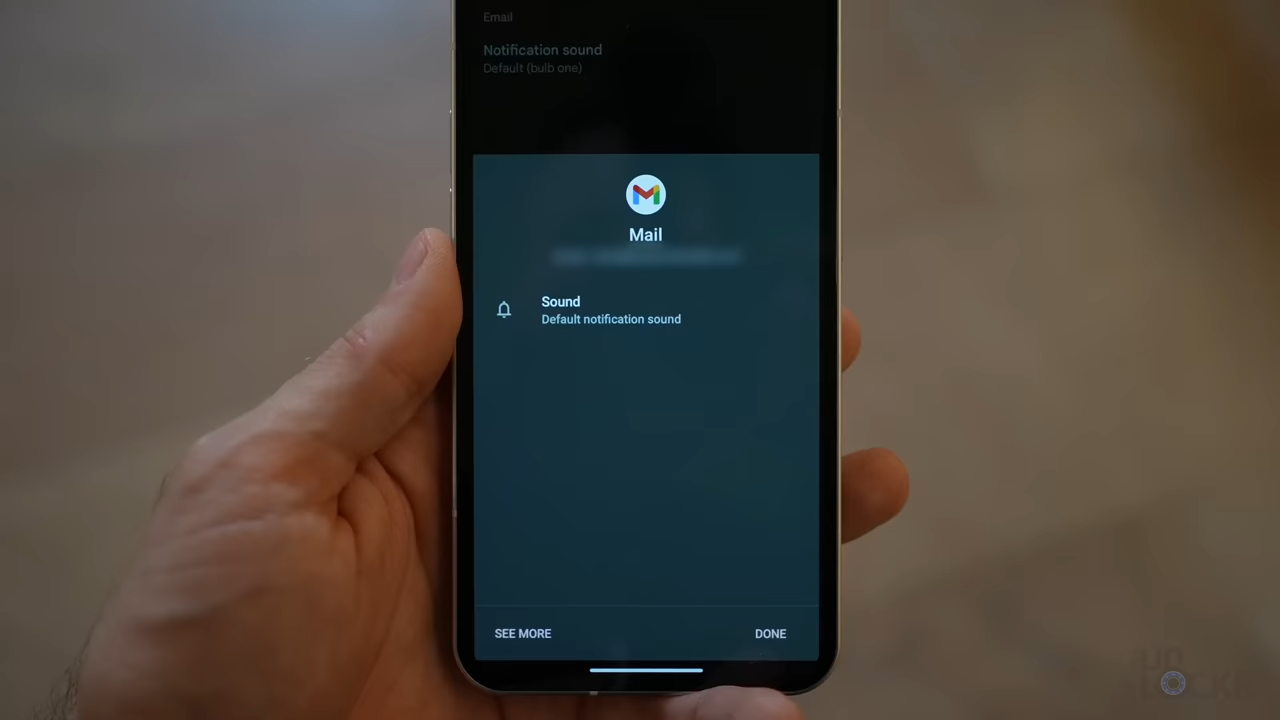 Email
Notification sound
Default (bulb one)
Mail
Sound
Default notification sound
SEE MORE
DONE